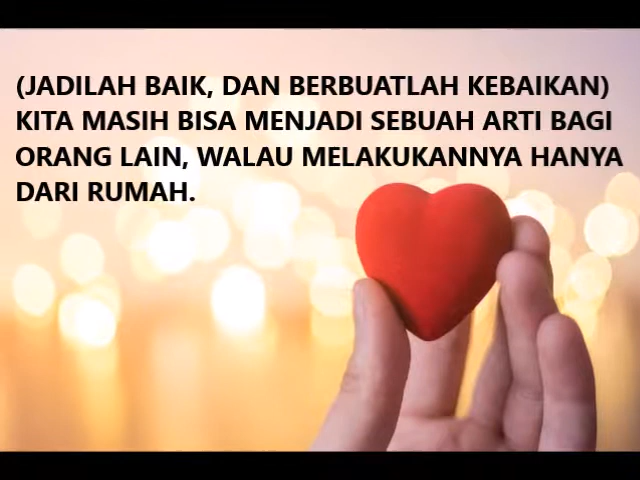 (JADILAH BAIK, DAN BERBUATLAH KEBAIKAN)
KITA MASIH BISA MENJADI SEBUAH ARTI BAGI
ORANG LAIN, WALAU MELAKUKANNYA HANYA
DARI RUMAH.